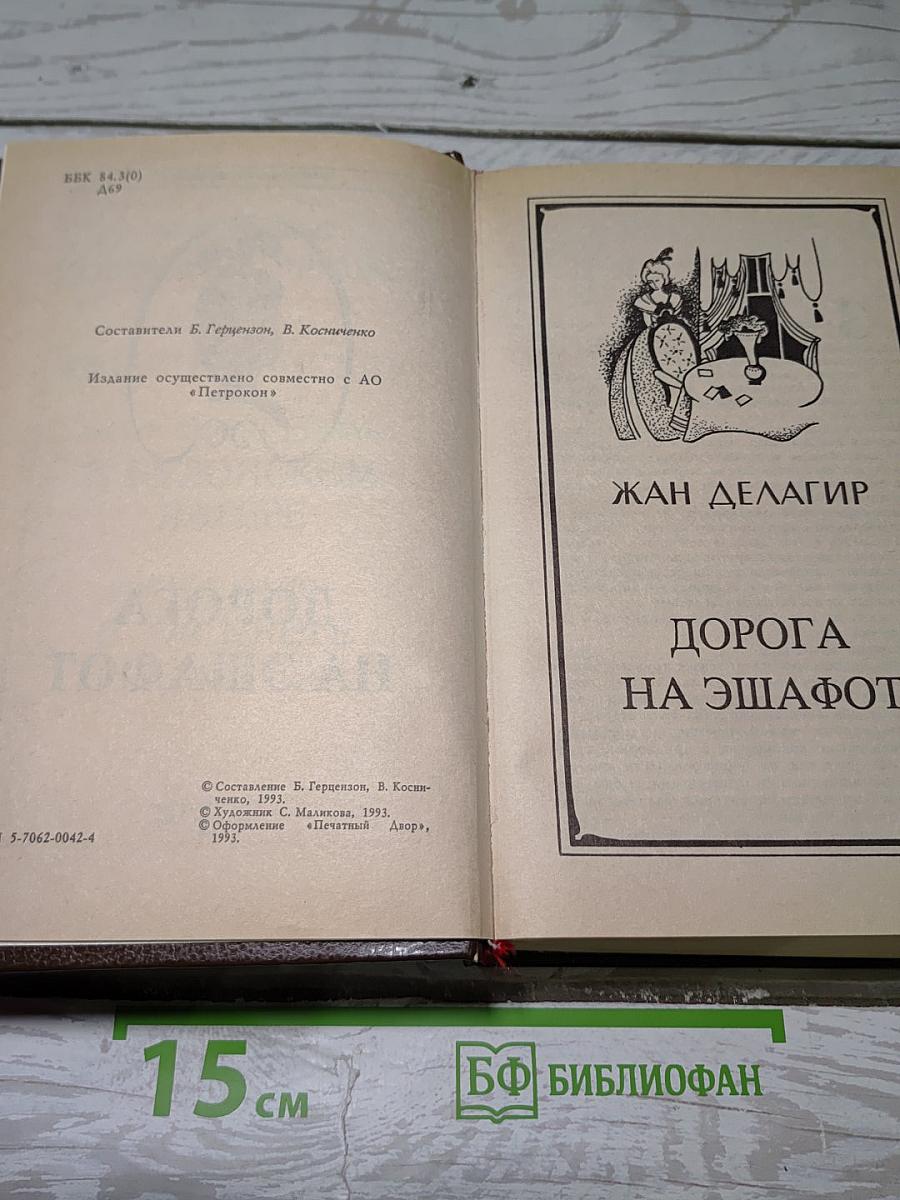 ББК 84.3(0)
Д69
Составители Б. Герцензон, В. Косниченко
Издание осуществлено совместно с АО
«Петрокон»
© Составление Б. Герцензон, В. Косни-
ченко, 1993.
© Художник С. Маликова, 1993.
© Оформление «Печатный Двор»,
1993.
5-7062-0042-4
ЖАН ДЕЛАГИР
ДОРОГА
НА ЭШАФОТ
15 см
БФ БИБЛИОФАН